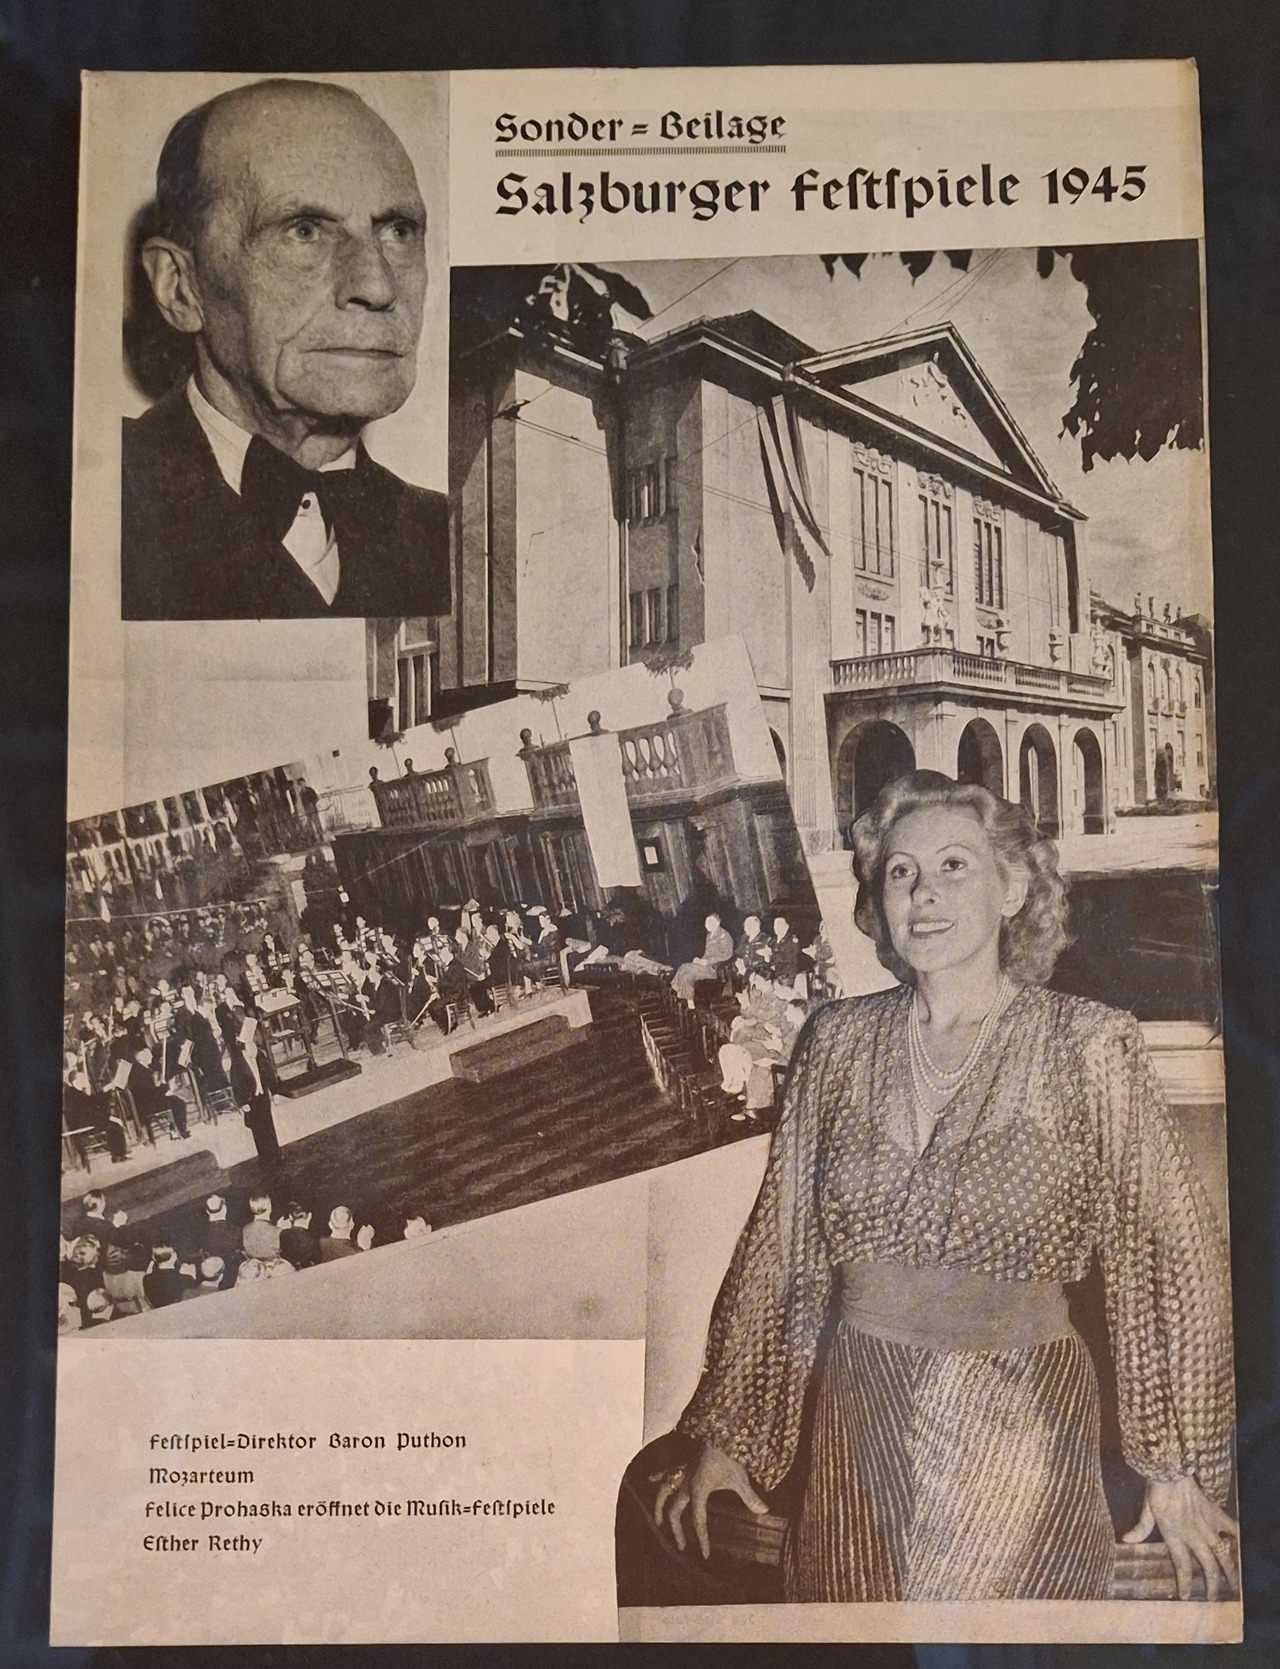 Sonder=Beilage
Salzburger Festspiele 1945
Festspiel=Direktor Baron Puthon
Mozarteum
Felice Prohaska eröffnet die Musik=Festspiele
Esther Rethy